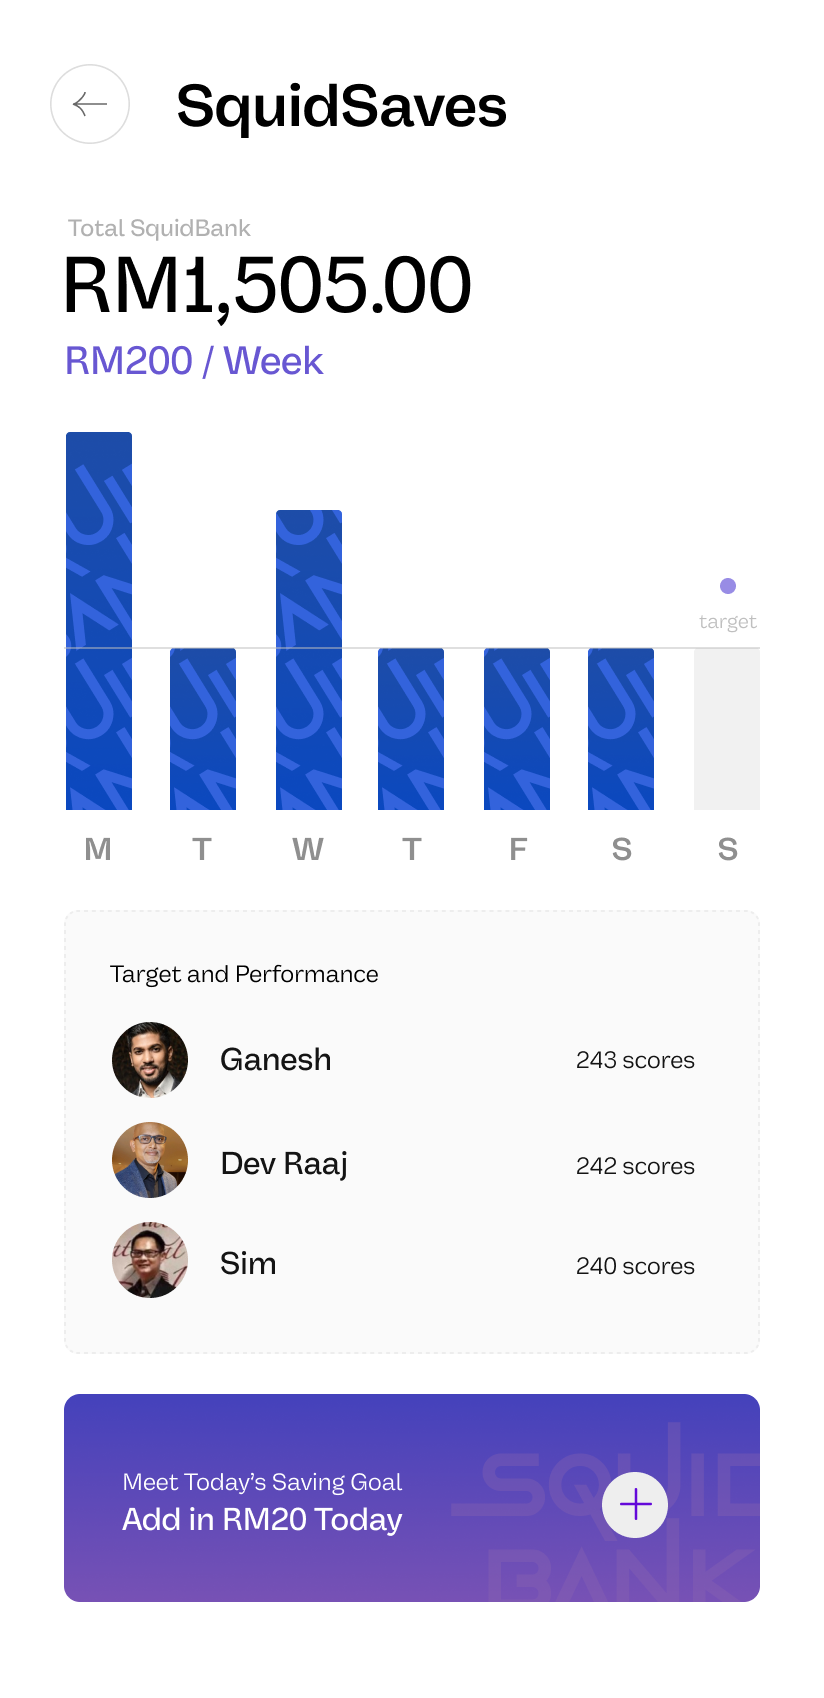 SquidSaves
Total SquidBank
RM1,505.00
RM200 / Week
target
M T W T F S S
Target and Performance
Ganesh 243 scores
Dev Raaj 242 scores
Sim 240 scores
Meet Today’s Saving Goal
Add in RM20 Today
SQUID
BANK